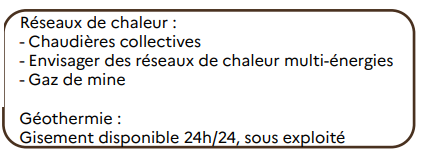 Réseaux de chaleur :
- Chaudières collectives
- Envisager des réseaux de chaleur multi-énergies
- Gaz de mine
Géothermie :
Gisement disponible 24h/24, sous exploité